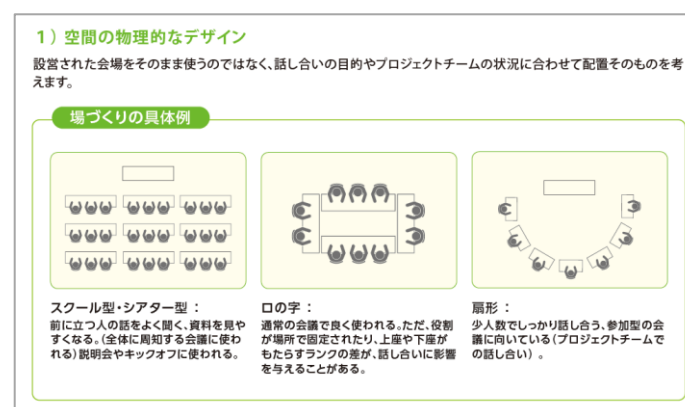 1）空間の物理的なデザイン
設営された会場をそのまま使うのではなく、話し合いの目的やプロジェクトチームの状況に合わせて配置そのものを考
えます。
場づくりの具体例
スクール型・シアター型 ：
前に立つ人の話をよく聞く、資料を見や
すくなる。（全体に周知する会議に使わ
れる）説明会やキックオフに使われる。
ロの字 ：
通常の会議で良く使われる。ただ、役割
が場所で固定されたり、上座や下座が
もたらすランクの差が、話し合いに影響
を与えることがある。
扇形 ：
少人数でしっかり話し合う、参加型の会
議に向いている（プロジェクトチームで
の話し合い）。